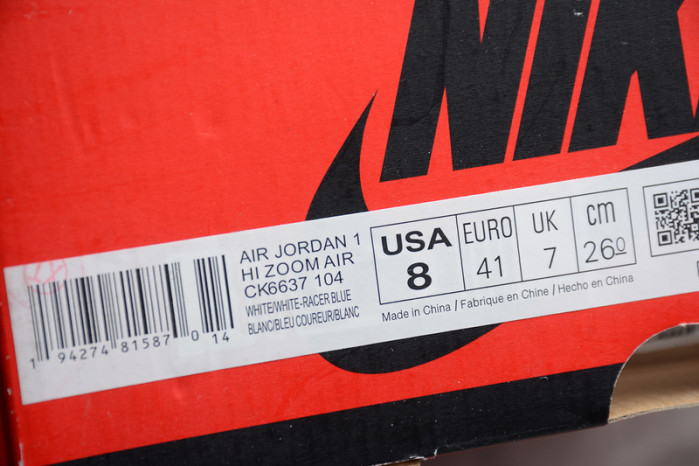 NIKE
AIR JORDAN 1
HI ZOOM AIR
CK6637 104
WHITE/WHITE-RACER BLUE
BLANC/BLEU COUREUR/BLANC
USA
8
EURO
41
UK
7
cm
26.0
Made in China / Fabrique en Chine / Hecho en China
1 94274 81587 0 14